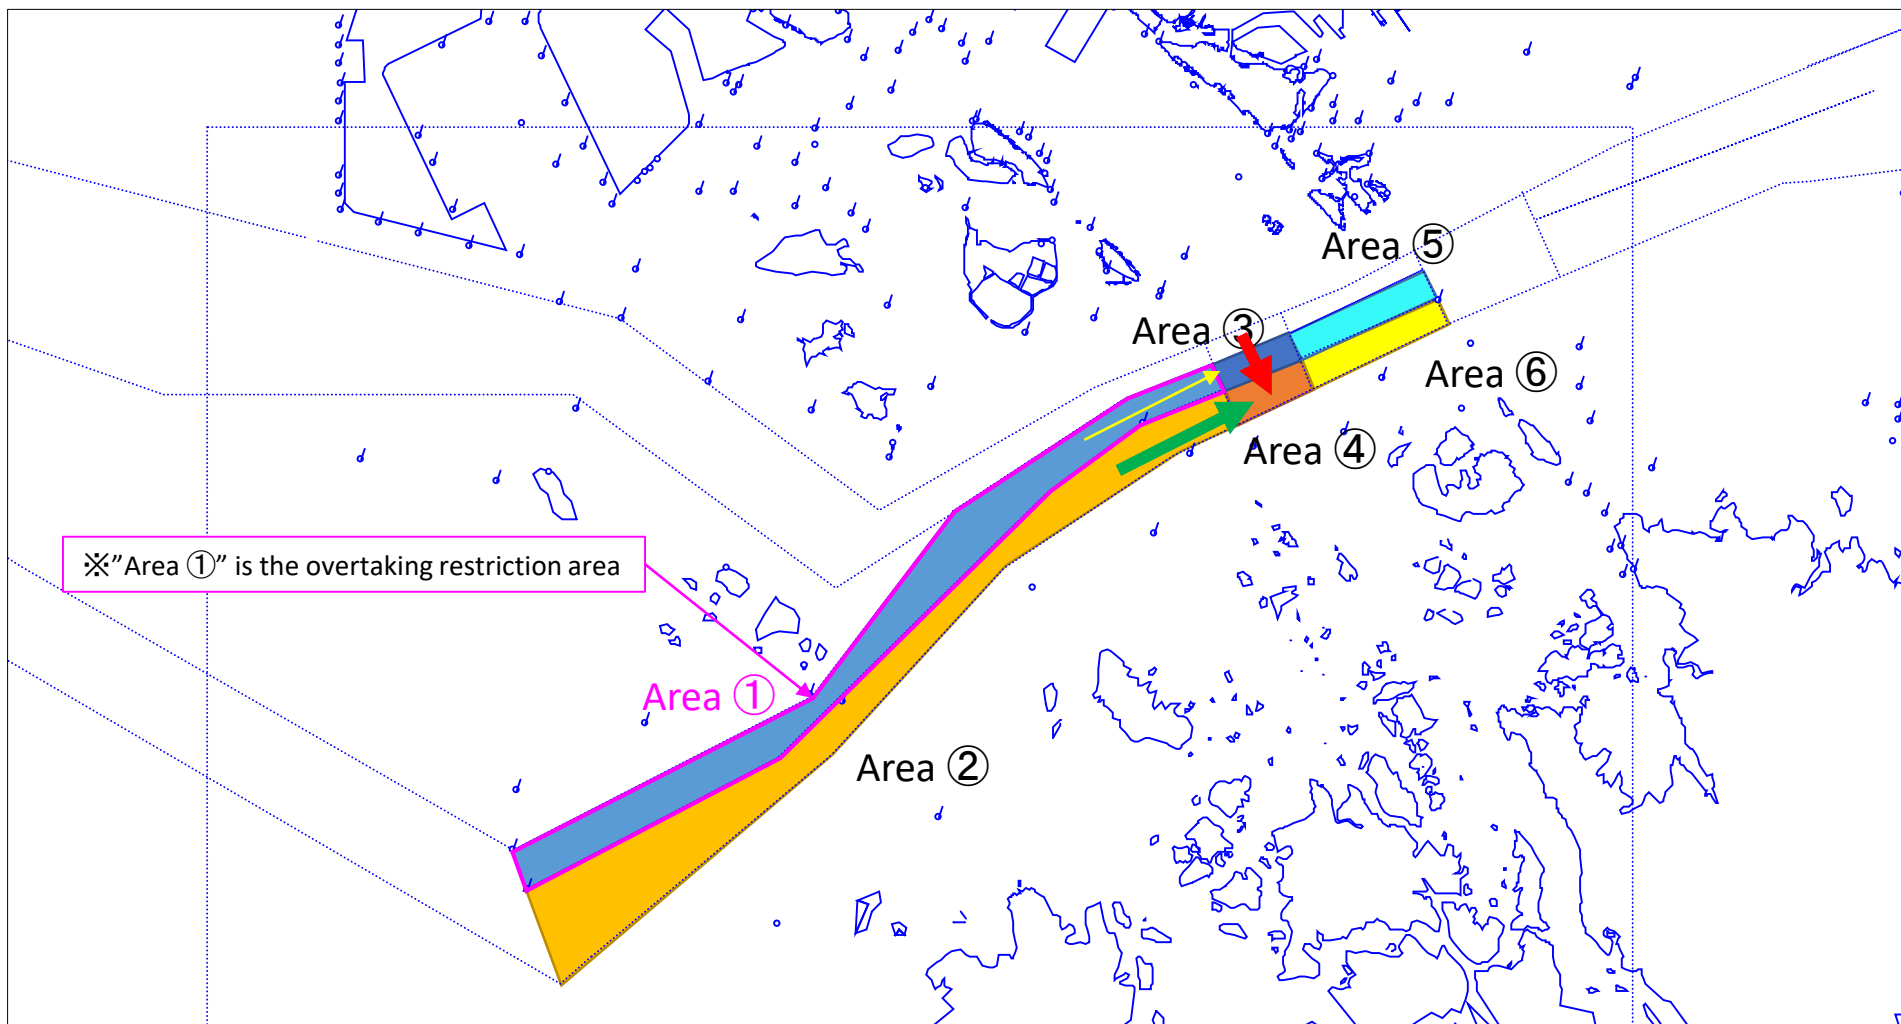 Area ⑤
Area ③
Area ⑥
Area ④
※”Area ①” is the overtaking restriction area
Area ①
Area ②